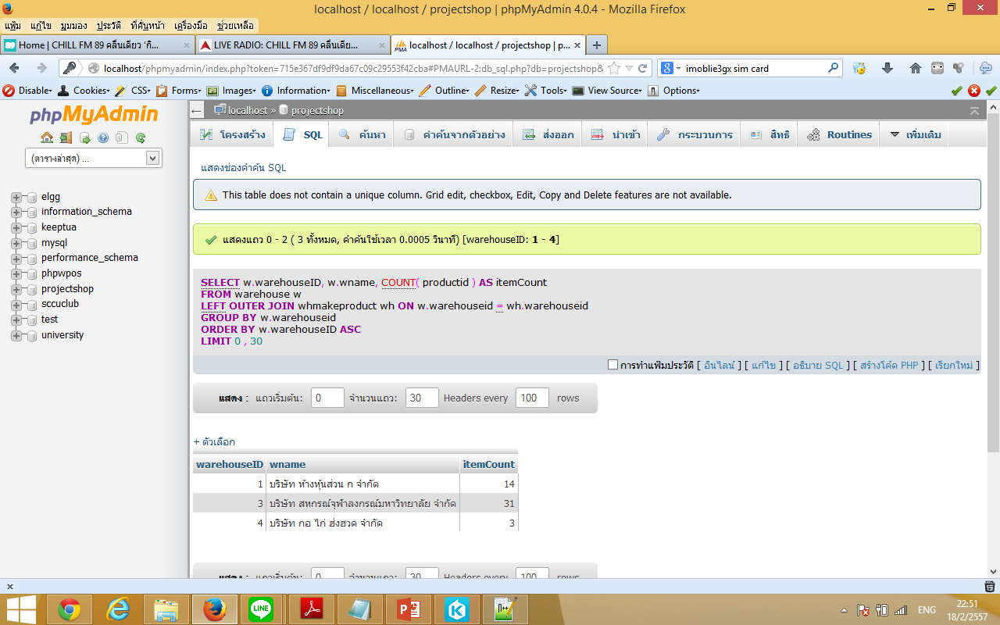 localhost / localhost / projectshop | phpMyAdmin 4.0.4 - Mozilla Firefox
แฟ้ม แก้ไข มุมมอง ประวัติ ที่คั่นหน้า เครื่องมือ ช่วยเหลือ
Home | CHILL FM 89 คลื่นเดียว ‘กิ...
LIVE RADIO: CHILL FM 89 คลื่นเดีย...
localhost / localhost / projectshop | p...
localhost/phpmyadmin/index.php?token=715e367df9df9da67c09c29553f42cba#PMAURL-2:db_sql.php?db=projectshop&
imoblie3gx sim card
Disable Cookies CSS Forms Images Information Miscellaneous Outline Resize Tools View Source Options
phpMyAdmin
(ตารางล่าสุด) ...
elgg
information_schema
keeptua
mysql
performance_schema
phpwpos
projectshop
sccuclub
test
university
localhost » projectshop
โครงสร้าง SQL ค้นหา คำค้นจากตัวอย่าง ส่งออก นำเข้า กระบวนการ สิทธิ Routines เพิ่มเติม
แสดงช่องคำค้น SQL
This table does not contain a unique column. Grid edit, checkbox, Edit, Copy and Delete features are not available.
แสดงแถว 0 - 2 ( 3 ทั้งหมด, คำค้นใช้เวลา 0.0005 วินาที) [warehouseID: 1 - 4]
SELECT w.warehouseID, w.wname, COUNT( productid ) AS itemCount
FROM warehouse w
LEFT OUTER JOIN whmakeproduct wh ON w.warehouseid = wh.warehouseid
GROUP BY w.warehouseid
ORDER BY w.warehouseID ASC
LIMIT 0 , 30
การทำแฟ้มประวัติ [ อินไลน์ ] [ แก้ไข ] [ อธิบาย SQL ] [ สร้างโค้ด PHP ] [ เรียกใหม่ ]
แสดง : แถวเริ่มต้น: 0 จำนวนแถว: 30 Headers every 100 rows
+ ตัวเลือก
warehouseID wname itemCount
1 บริษัท ห้างหุ้นส่วน ก จำกัด 14
3 บริษัท สหกรณ์จุฬาลงกรณ์มหาวิทยาลัย จำกัด 31
4 บริษัท กอ ไก่ ฮ่งฮวด จำกัด 3
แสดง : แถวเริ่มต้น: 0 จำนวนแถว: 30 Headers every 100 rows
LINE
ENG
22:51
18/2/2557